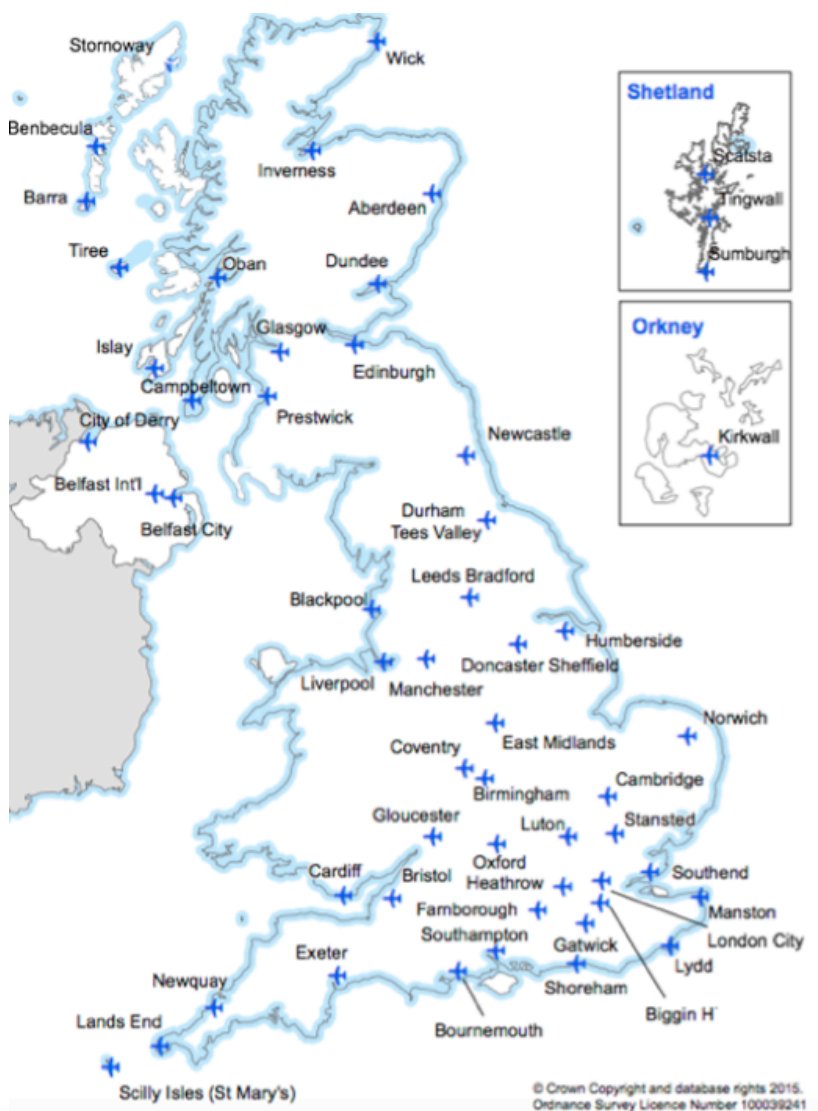 Stornoway
Wick
Shetland
Benbecula
Scatsta
Inverness
Barra
Aberdeen
Tingwall
Tiree
Oban
Dundee
Sumburgh
Orkney
Glasgow
Islay
Edinburgh
Campbeltown
Prestwick
City of Derry
Newcastle
Kirkwall
Belfast Int'l
Belfast City
Durham
Tees Valley
Leeds Bradford
Blackpool
Humberside
Doncaster Sheffield
Liverpool
Manchester
Norwich
East Midlands
Coventry
Cambridge
Birmingham
Gloucester
Luton
Stansted
Oxford
Cardiff
Bristol
Heathrow
Southend
Farnborough
Manston
Southampton
London City
Gatwick
Lydd
Exeter
Shoreham
Newquay
Biggin H
Lands End
Bournemouth
Scilly Isles (St Mary's)
© Crown Copyright and database rights 2015.
Ordnance Survey Licence Number 100039241